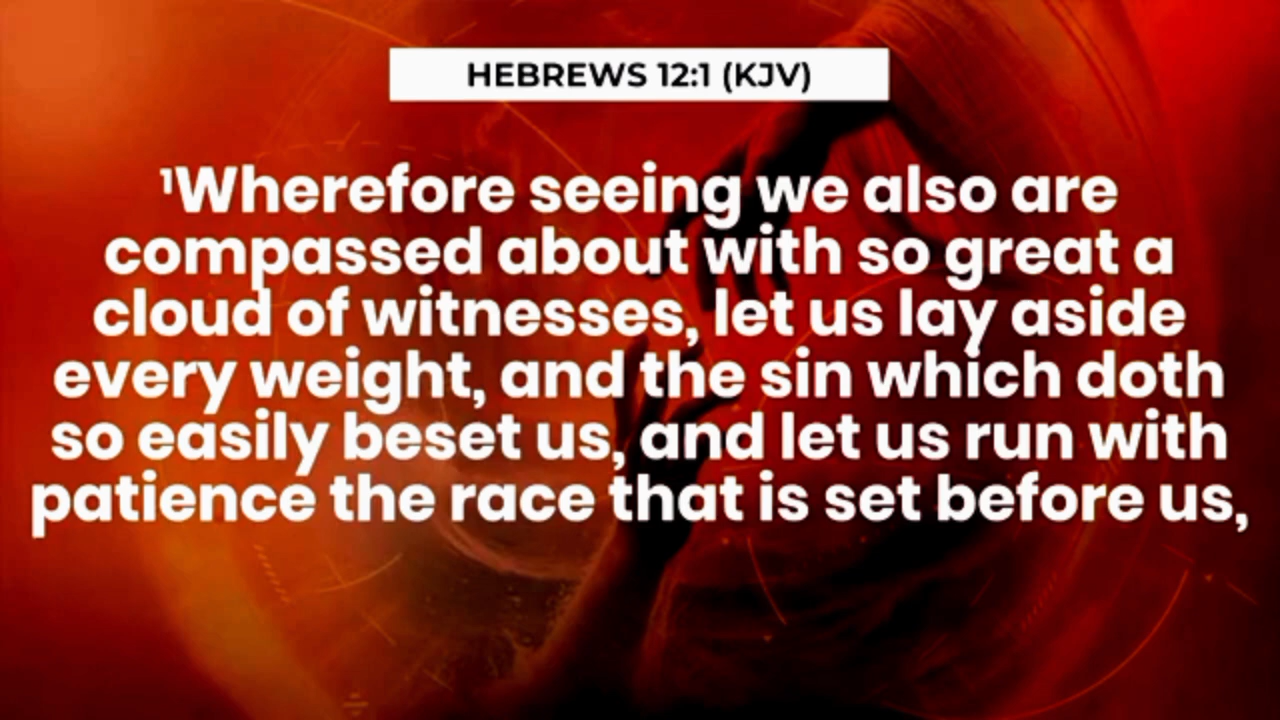 HEBREWS 12:1 (KJV)
¹Wherefore seeing we also are
compassed about with so great a
cloud of witnesses, let us lay aside
every weight, and the sin which doth
so easily beset us, and let us run with
patience the race that is set before us,